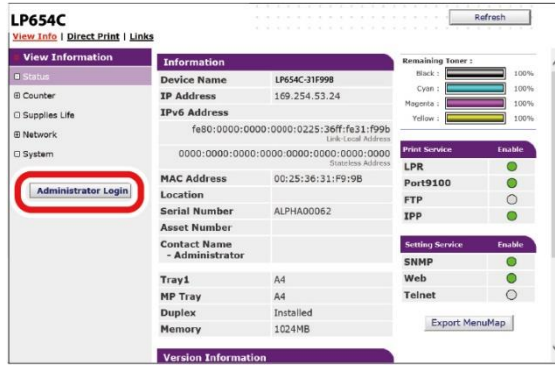 LP654C
Refresh
View Info | Direct Print | Links
View Information
Status
Counter
Supplies Life
Network
System
Administrator Login
Information
Device Name LP654C-31F99B
IP Address 169.254.53.24
IPv6 Address
fe80:0000:0000:0000:0225:36ff:fe31:f99b
Link-Local Address
0000:0000:0000:0000:0000:0000:0000:0000
Stateless Address
MAC Address 00:25:36:31:F9:9B
Location
Serial Number ALPHA00062
Asset Number
Contact Name
- Administrator
Tray1 A4
MP Tray A4
Duplex Installed
Memory 1024MB
Version Information
Remaining Toner :
Black : 100%
Cyan : 100%
Magenta : 100%
Yellow : 100%
Print Service Enable
LPR
Port9100
FTP
IPP
Setting Service Enable
SNMP
Web
Telnet
Export MenuMap